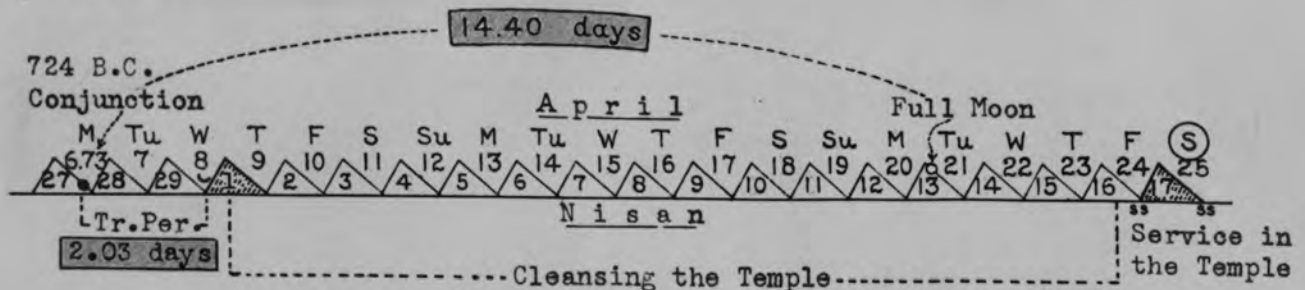 14.40 days
724 B.C.
Conjunction
April
Full Moon
M Tu W T F S Su M Tu W T F S Su M Tu W T F S
6.73 7 8 9 10 11 12 13 14 15 16 17 18 19 20 21 22 23 24 25
27 28 29 1 2 3 4 5 6 7 8 9 10 11 12 13 14 15 16 17
Tr.Per.
Nisan
ss ss
2.03 days
Cleansing the Temple
Service in
the Temple